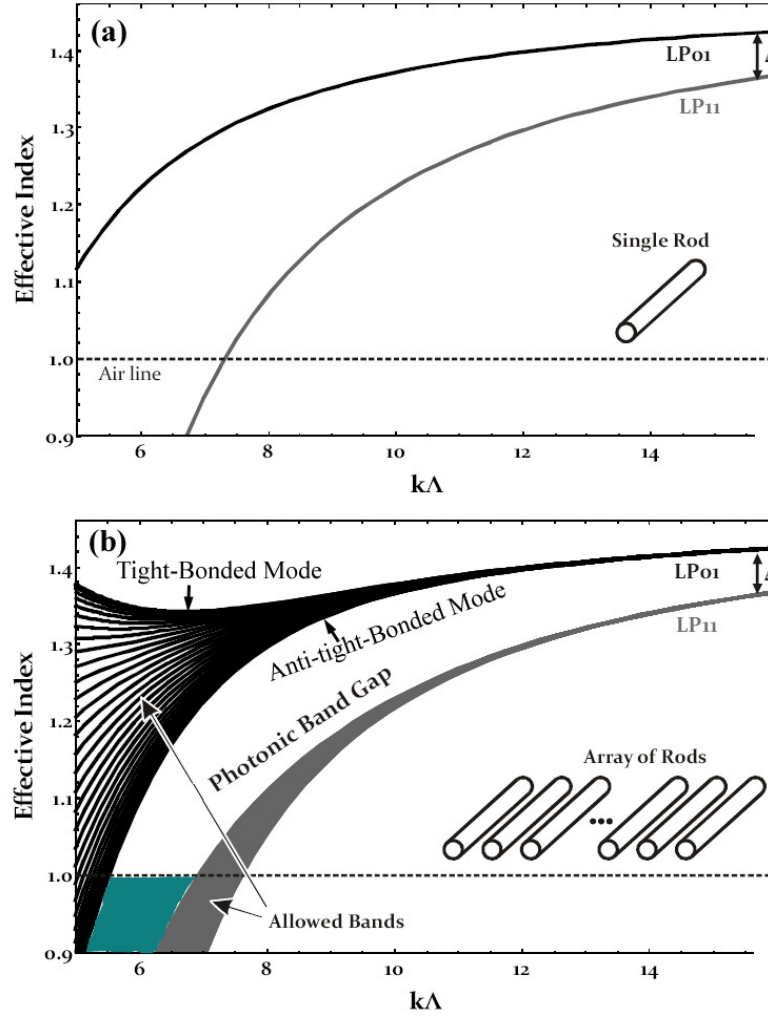 (a)
1.4
LP01
Δ
1.3
LP11
Effective Index
1.2
Single Rod
1.1
1.0
Air line
0.9
6 8 10 12 14
kΛ
(b)
Tight-Bonded Mode
1.4
LP01
Δ
Anti-tight-Bonded Mode
LP11
1.3
Effective Index
Photonic Band Gap
1.2
Array of Rods
1.1
...
1.0
Allowed Bands
0.9
6 8 10 12 14
kΛ